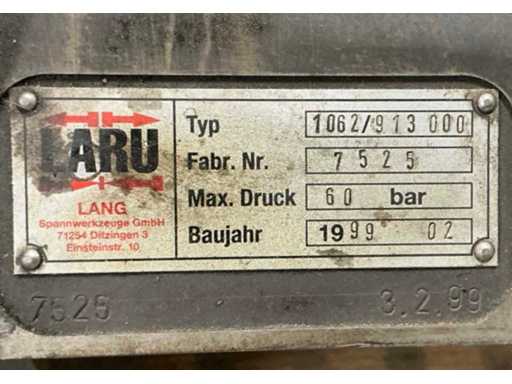 LARU
LANG
Spannwerkzeuge GmbH
71254 Ditzingen 3
Einsteinstr. 10
Typ 1062/913 000
Fabr. Nr. 7525
Max. Druck 60 bar
Baujahr 1999 02
7525 3.2.99